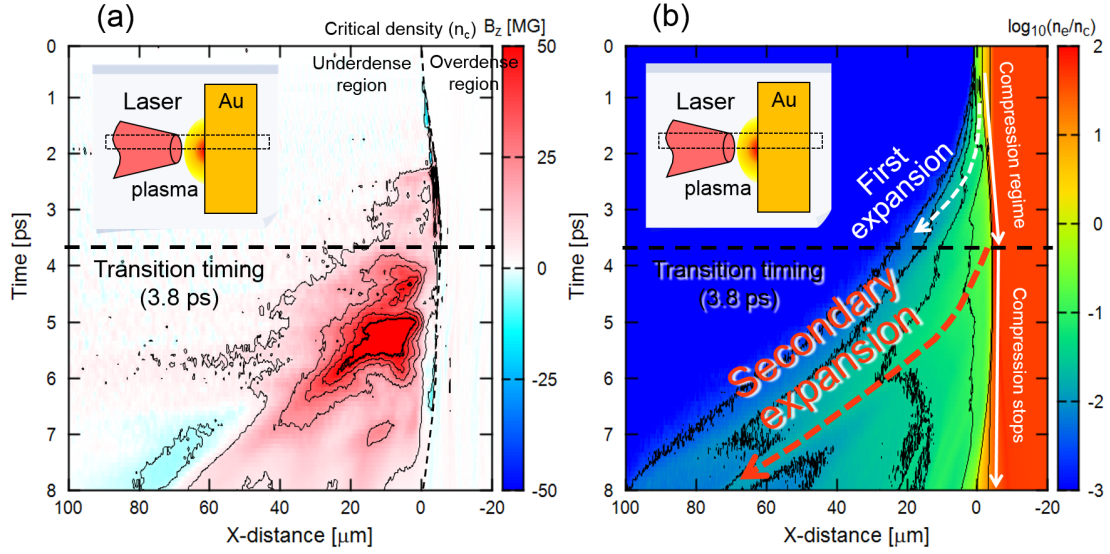 (a)
Critical density (n_c)
B_z [MG]
Underdense
region
Overdense
region
Laser
Au
plasma
Transition timing
(3.8 ps)
Time [ps]
0
1
2
3
4
5
6
7
8
100
80
60
40
20
0
-20
X-distance [μm]
50
25
0
-25
-50
(b)
log₁₀(n_e/n_c)
Laser
Au
plasma
First
expansion
Compression regime
Transition timing
(3.8 ps)
Secondary
expansion
Compression stops
Time [ps]
0
1
2
3
4
5
6
7
8
100
80
60
40
20
0
-20
X-distance [μm]
2
1
0
-1
-2
-3